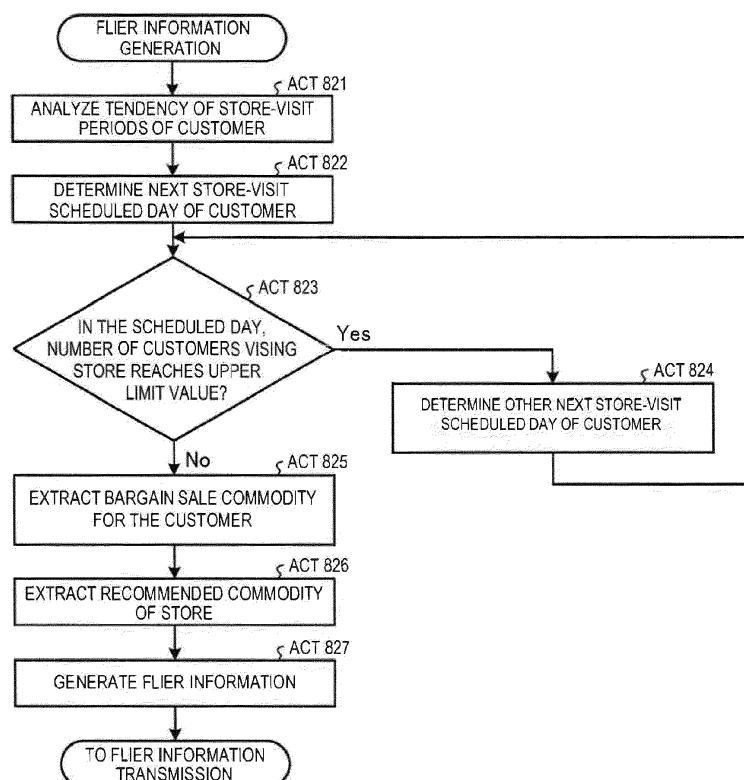 FLIER INFORMATION
GENERATION
ACT 821
ANALYZE TENDENCY OF STORE-VISIT
PERIODS OF CUSTOMER
ACT 822
DETERMINE NEXT STORE-VISIT
SCHEDULED DAY OF CUSTOMER
ACT 823
IN THE SCHEDULED DAY,
NUMBER OF CUSTOMERS VISING
STORE REACHES UPPER
LIMIT VALUE?
Yes
ACT 824
DETERMINE OTHER NEXT STORE-VISIT
SCHEDULED DAY OF CUSTOMER
No
ACT 825
EXTRACT BARGAIN SALE COMMODITY
FOR THE CUSTOMER
ACT 826
EXTRACT RECOMMENDED COMMODITY
OF STORE
ACT 827
GENERATE FLIER INFORMATION
TO FLIER INFORMATION
TRANSMISSION